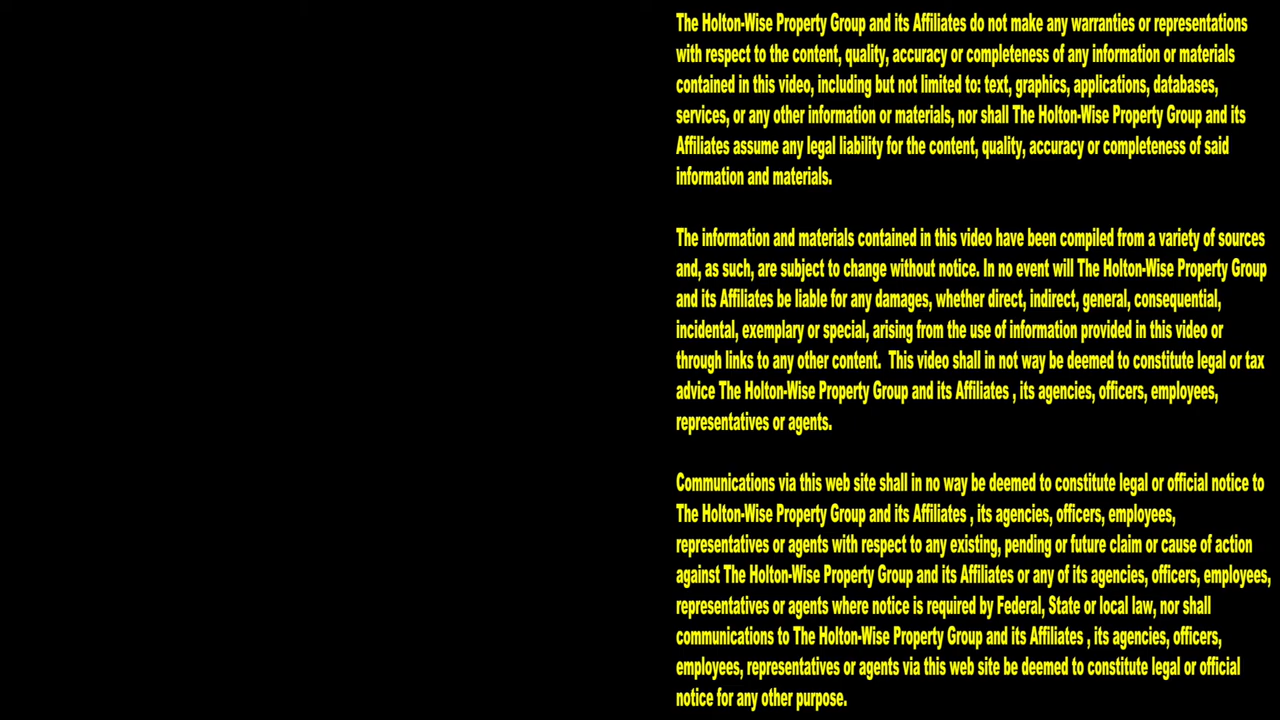 The Holton-Wise Property Group and its Affiliates do not make any warranties or representations
with respect to the content, quality, accuracy or completeness of any information or materials
contained in this video, including but not limited to: text, graphics, applications, databases,
services, or any other information or materials, nor shall The Holton-Wise Property Group and its
Affiliates assume any legal liability for the content, quality, accuracy or completeness of said
information and materials.
The information and materials contained in this video have been compiled from a variety of sources
and, as such, are subject to change without notice. In no event will The Holton-Wise Property Group
and its Affiliates be liable for any damages, whether direct, indirect, general, consequential,
incidental, exemplary or special, arising from the use of information provided in this video or
through links to any other content.  This video shall in not way be deemed to constitute legal or tax
advice The Holton-Wise Property Group and its Affiliates , its agencies, officers, employees,
representatives or agents.
Communications via this web site shall in no way be deemed to constitute legal or official notice to
The Holton-Wise Property Group and its Affiliates , its agencies, officers, employees,
representatives or agents with respect to any existing, pending or future claim or cause of action
against The Holton-Wise Property Group and its Affiliates or any of its agencies, officers, employees,
representatives or agents where notice is required by Federal, State or local law, nor shall
communications to The Holton-Wise Property Group and its Affiliates , its agencies, officers,
employees, representatives or agents via this web site be deemed to constitute legal or official
notice for any other purpose.